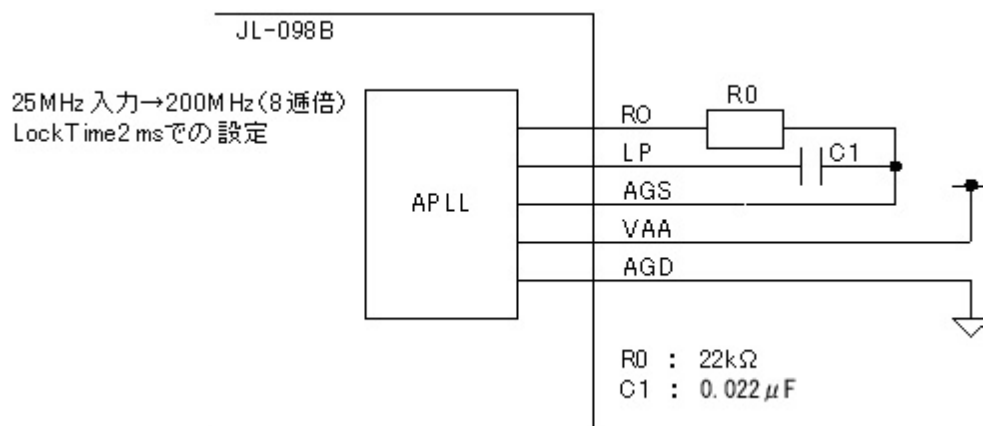 JL-098B
25MHz入力→200MHz(8逓倍)
LockTime2msでの設定
R0
RO
LP
C1
AGS
APLL
VAA
AGD
R0 : 22kΩ
C1 : 0.022μF